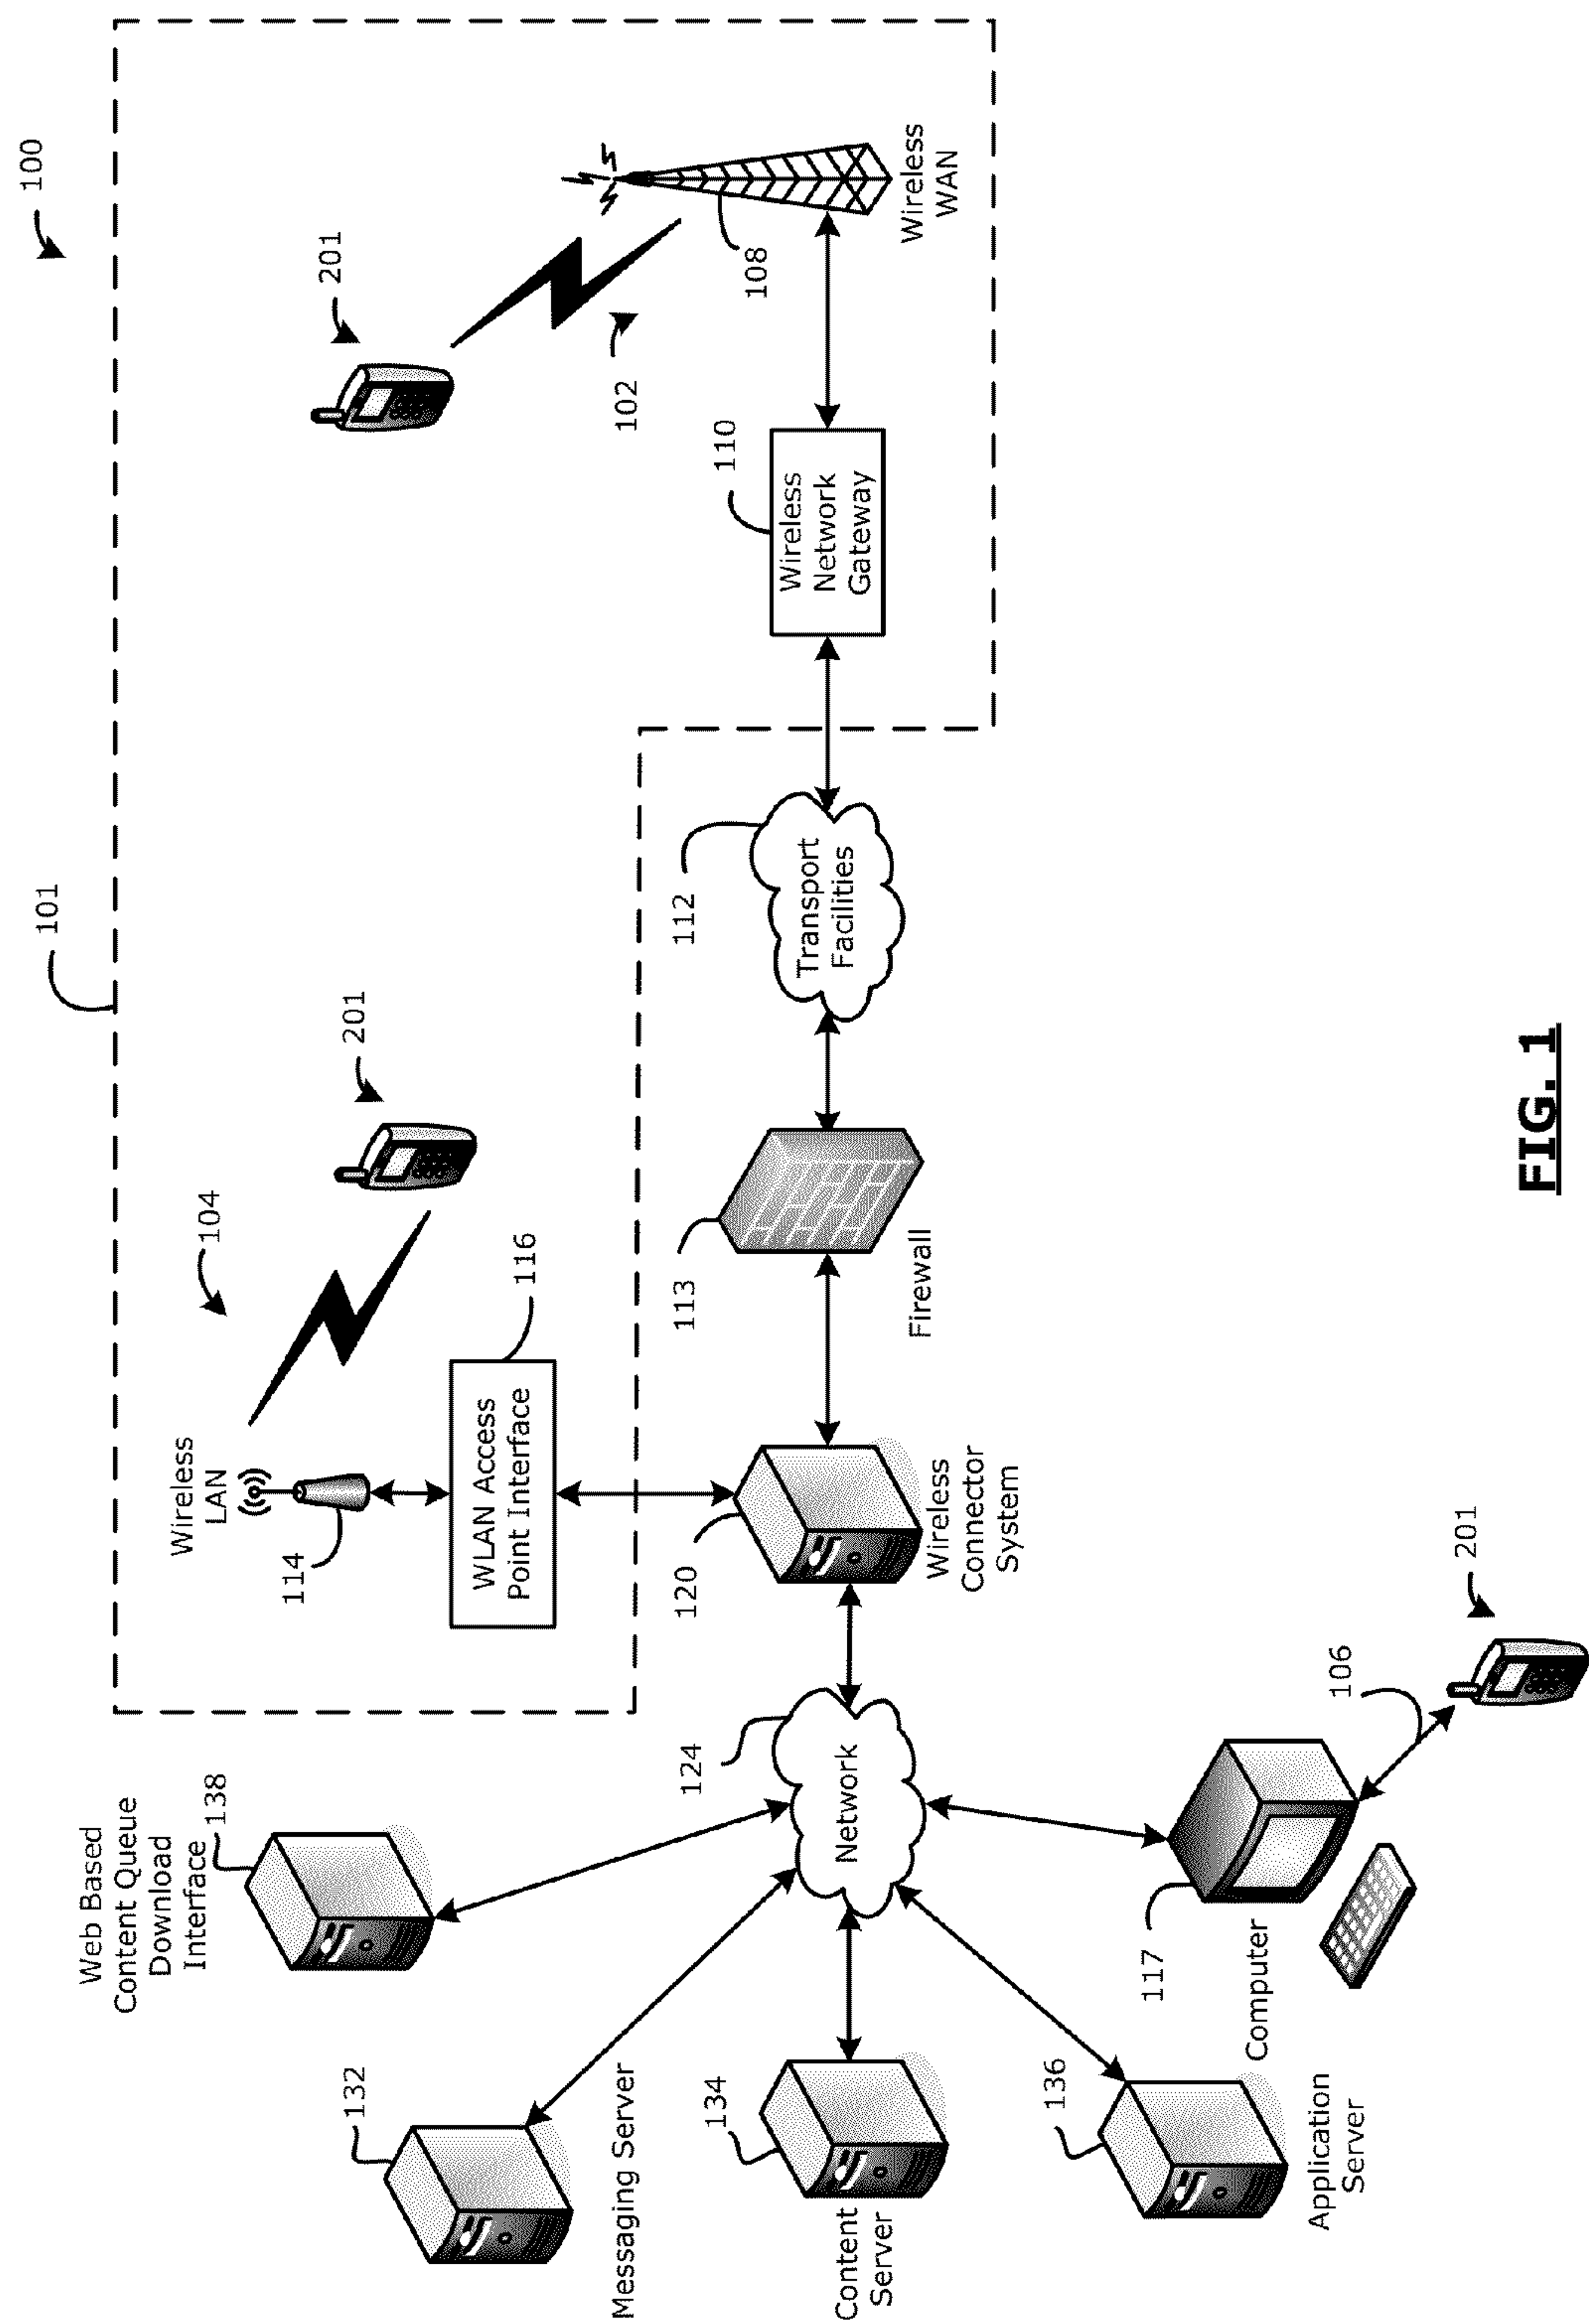 100
101
Wireless
LAN
104
201
201
114
WLAN Access
Point Interface
116
102
108
Wireless
WAN
110
Wireless
Network
Gateway
112
Transport
Facilities
113
Firewall
120
Wireless
Connector
System
124
Network
Web Based
Content Queue
Download
Interface
138
132
Messaging Server
134
Content
Server
136
Application
Server
117
Computer
106
201
FIG. 1